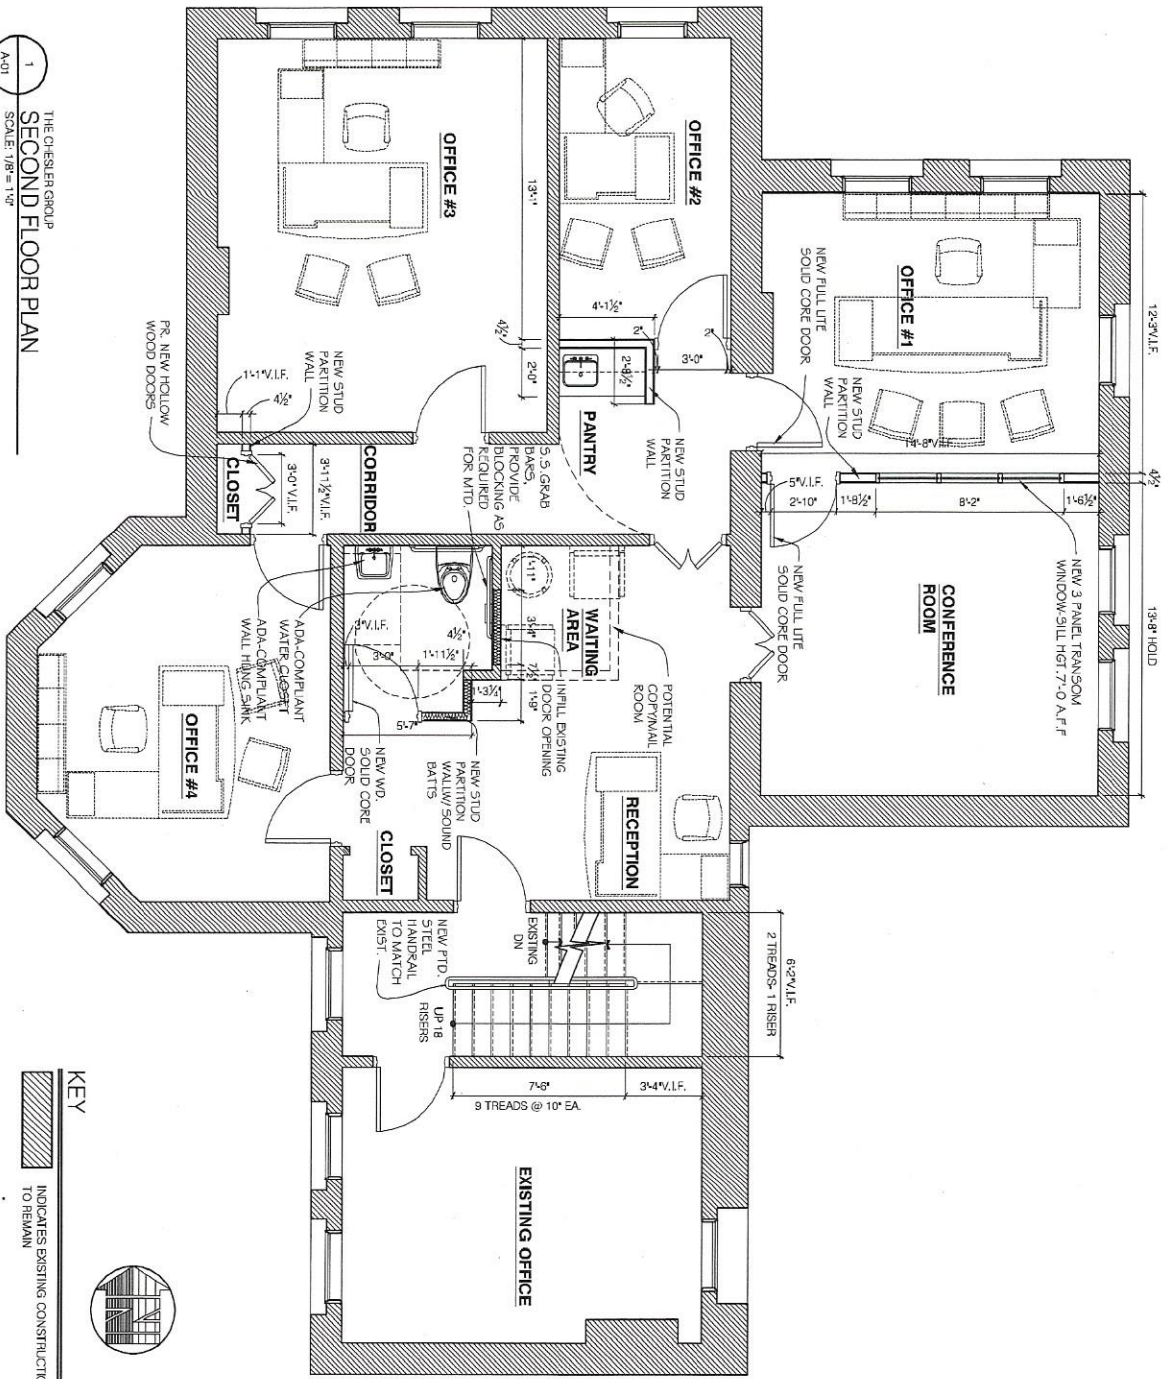 12'-3"V.I.F.
4½"
13'-8" HOLD
OFFICE #1
NEW FULL LITE
SOLID CORE DOOR
NEW STUD
PARTITION
WALL
14'-8"V.I.F.
5"V.I.F.
2'-10"
1'-8½"
8'-2"
1'-6½"
NEW 3 PANEL TRANSOM
WINDOW-SILL HGT. 7'-0 A.F.F
NEW FULL LITE
SOLID CORE DOOR
CONFERENCE
ROOM
OFFICE #2
4'-1½"
2"
2"
3'-0"
2'-8½"
NEW STUD
PARTITION
WALL
PANTRY
OFFICE #3
13'-1"
4½"
2'-0"
S.S. GRAB
BARS,
PROVIDE
BLOCKING AS
REQUIRED
FOR MTD.
NEW STUD
PARTITION
WALL
1'-1"V.I.F.
4½"
PR. NEW HOLLOW
WOOD DOORS
CLOSET
3'-0" V.I.F.
3'-11½"V.I.F.
CORRIDOR
WAITING
AREA
POTENTIAL
COPY/MAIL
ROOM
3'-4"
7½"
1'-9"
INFILL EXISTING
DOOR OPENING
3"V.I.F.
3'-0"
4½"
1'-11½"
5'-7"
NEW STUD
PARTITION
WALL W/ SOUND
BATTS
NEW WD.
SOLID CORE
DOOR
ADA-COMPLIANT
WATER CLOSET
ADA-COMPLIANT
WALL HUNG SINK
OFFICE #4
RECEPTION
CLOSET
EXISTING
DN
NEW PTD.
STEEL
HANDRAIL
TO MATCH
EXIST.
UP 18
RISERS
6'-2"V.I.F.
2 TREADS- 1 RISER
7'-6"
9 TREADS @ 10" EA.
3'-4"V.I.F.
EXISTING OFFICE
1
A-01
THE CHESLER GROUP
SECOND FLOOR PLAN
SCALE: 1/8" = 1'-0"
KEY
INDICATES EXISTING CONSTRUCTIO
TO REMAIN